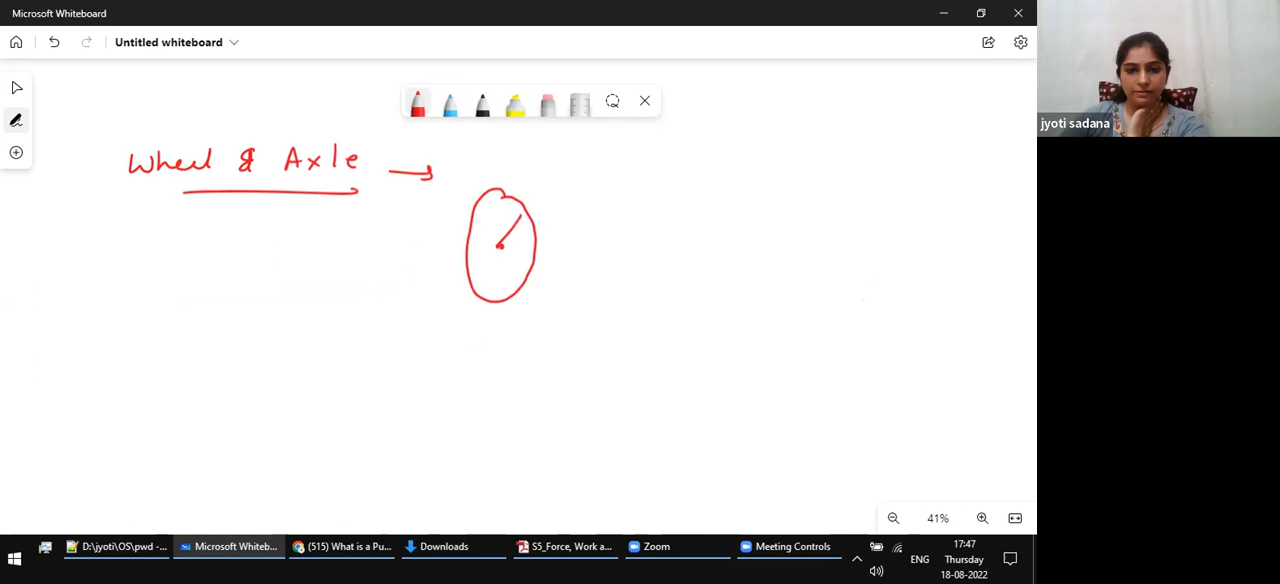 Microsoft Whiteboard
Untitled whiteboard
jyoti sadana
Wheel & Axle →
41%
D:\jyoti\OS\pwd -...
Microsoft Whiteb...
(515) What is a Pu...
Downloads
S5_Force, Work a...
Zoom
Meeting Controls
ENG
17:47
Thursday
18-08-2022